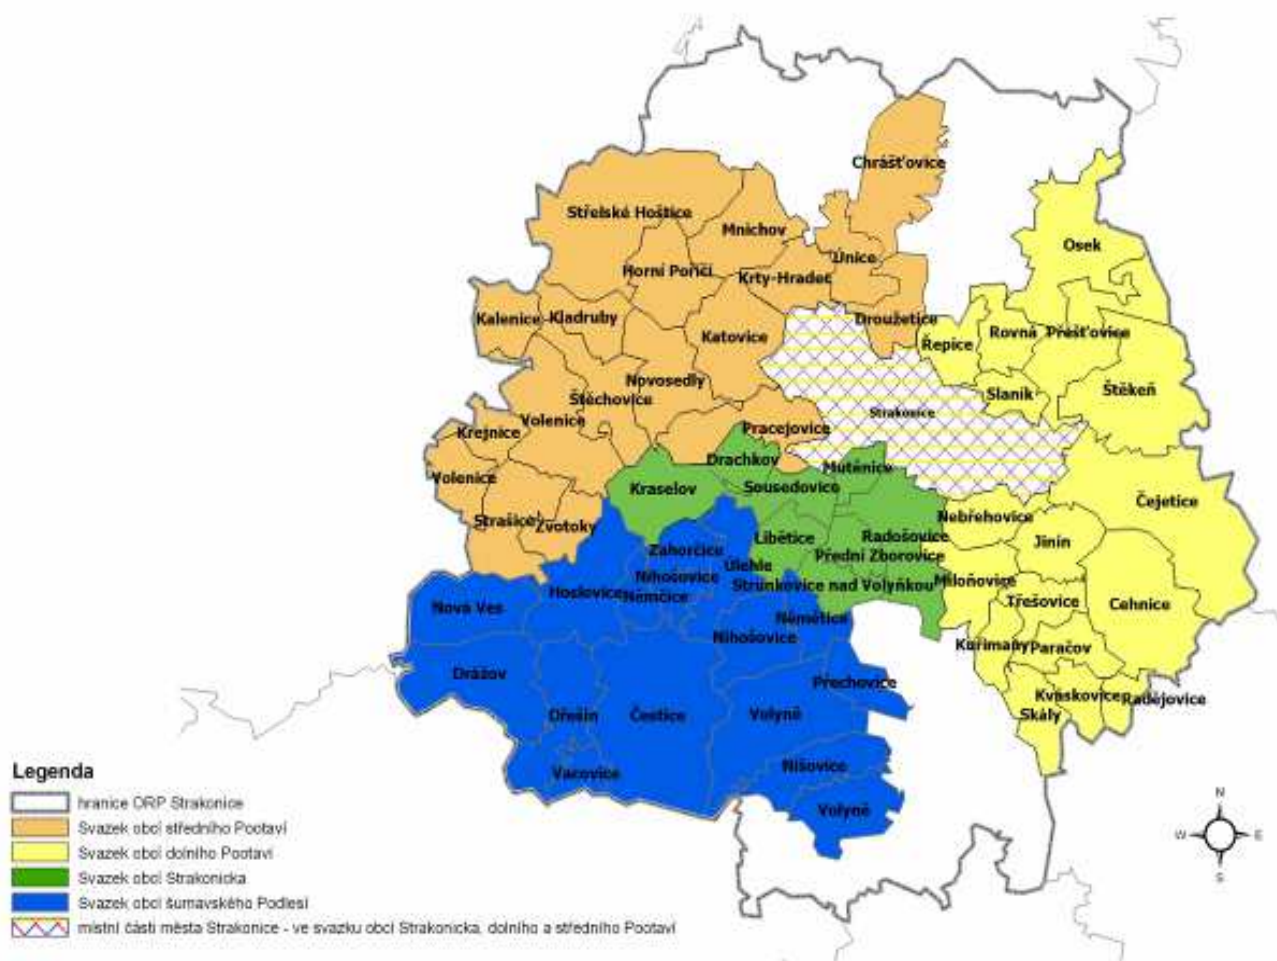 Chrášťovice
Střelské Hoštice
Mnichov
Osek
Únice
Horní Poříčí
Krty-Hradec
Kalenice
Kladruby
Droužetice
Katovice
Řepice
Rovná
Přešťovice
Novosedly
Štěchovice
Slaník
Štěkeň
Strakonice
Volenice
Krejnice
Pracejovice
Drachkov
Mutěnice
Volenice
Kraselov
Sousedovice
Čejetice
Strašice
Zvotoky
Nebřehovice
Libětice
Radošovice
Jinín
Zahorčice
Přední Zborovice
Úlehle
Nihošovice
Strunkovice nad Volyňkou
Miloňovice
Nová Ves
Hoslovice
Němčice
Třešovice
Cehnice
Němětice
Nihošovice
Kuřimany
Paračov
Drážov
Přechovice
Kváskovice
Radějovice
Dřešín
Čestice
Volyně
Skály
Vacovice
Nišovice
Volyně
Legenda
hranice ORP Strakonice
Svazek obcí středního Pootaví
Svazek obcí dolního Pootaví
Svazek obcí Strakonicka
Svazek obcí šumavského Podlesí
místní části města Strakonice - ve svazku obcí Strakonicka, dolního a středního Pootaví
N
W
E
S